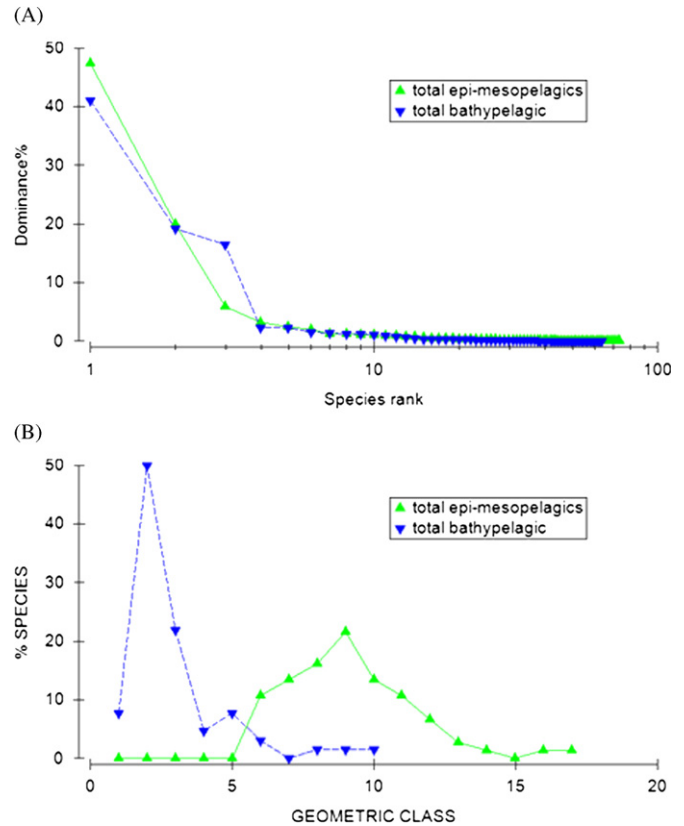 (A)
50
40
30
20
10
0
Dominance%
total epi-mesopelagics
total bathypelagic
1
10
100
Species rank
(B)
50
40
30
20
10
0
% SPECIES
total epi-mesopelagics
total bathypelagic
0
5
10
15
20
GEOMETRIC CLASS